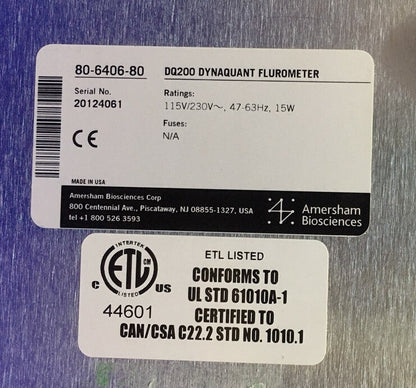 80-6406-80 DQ200 DYNAQUANT FLUROMETER
Serial No.
20124061
Ratings:
115V/230V~, 47-63Hz, 15W
Fuses:
N/A
CE
MADE IN USA
Amersham Biosciences Corp
800 Centennial Ave., Piscataway, NJ 08855-1327, USA
tel +1 800 526 3593
Amersham
Biosciences
INTERTEK
ETL CM
LISTED
C US
44601
ETL LISTED
CONFORMS TO
UL STD 61010A-1
CERTIFIED TO
CAN/CSA C22.2 STD NO. 1010.1